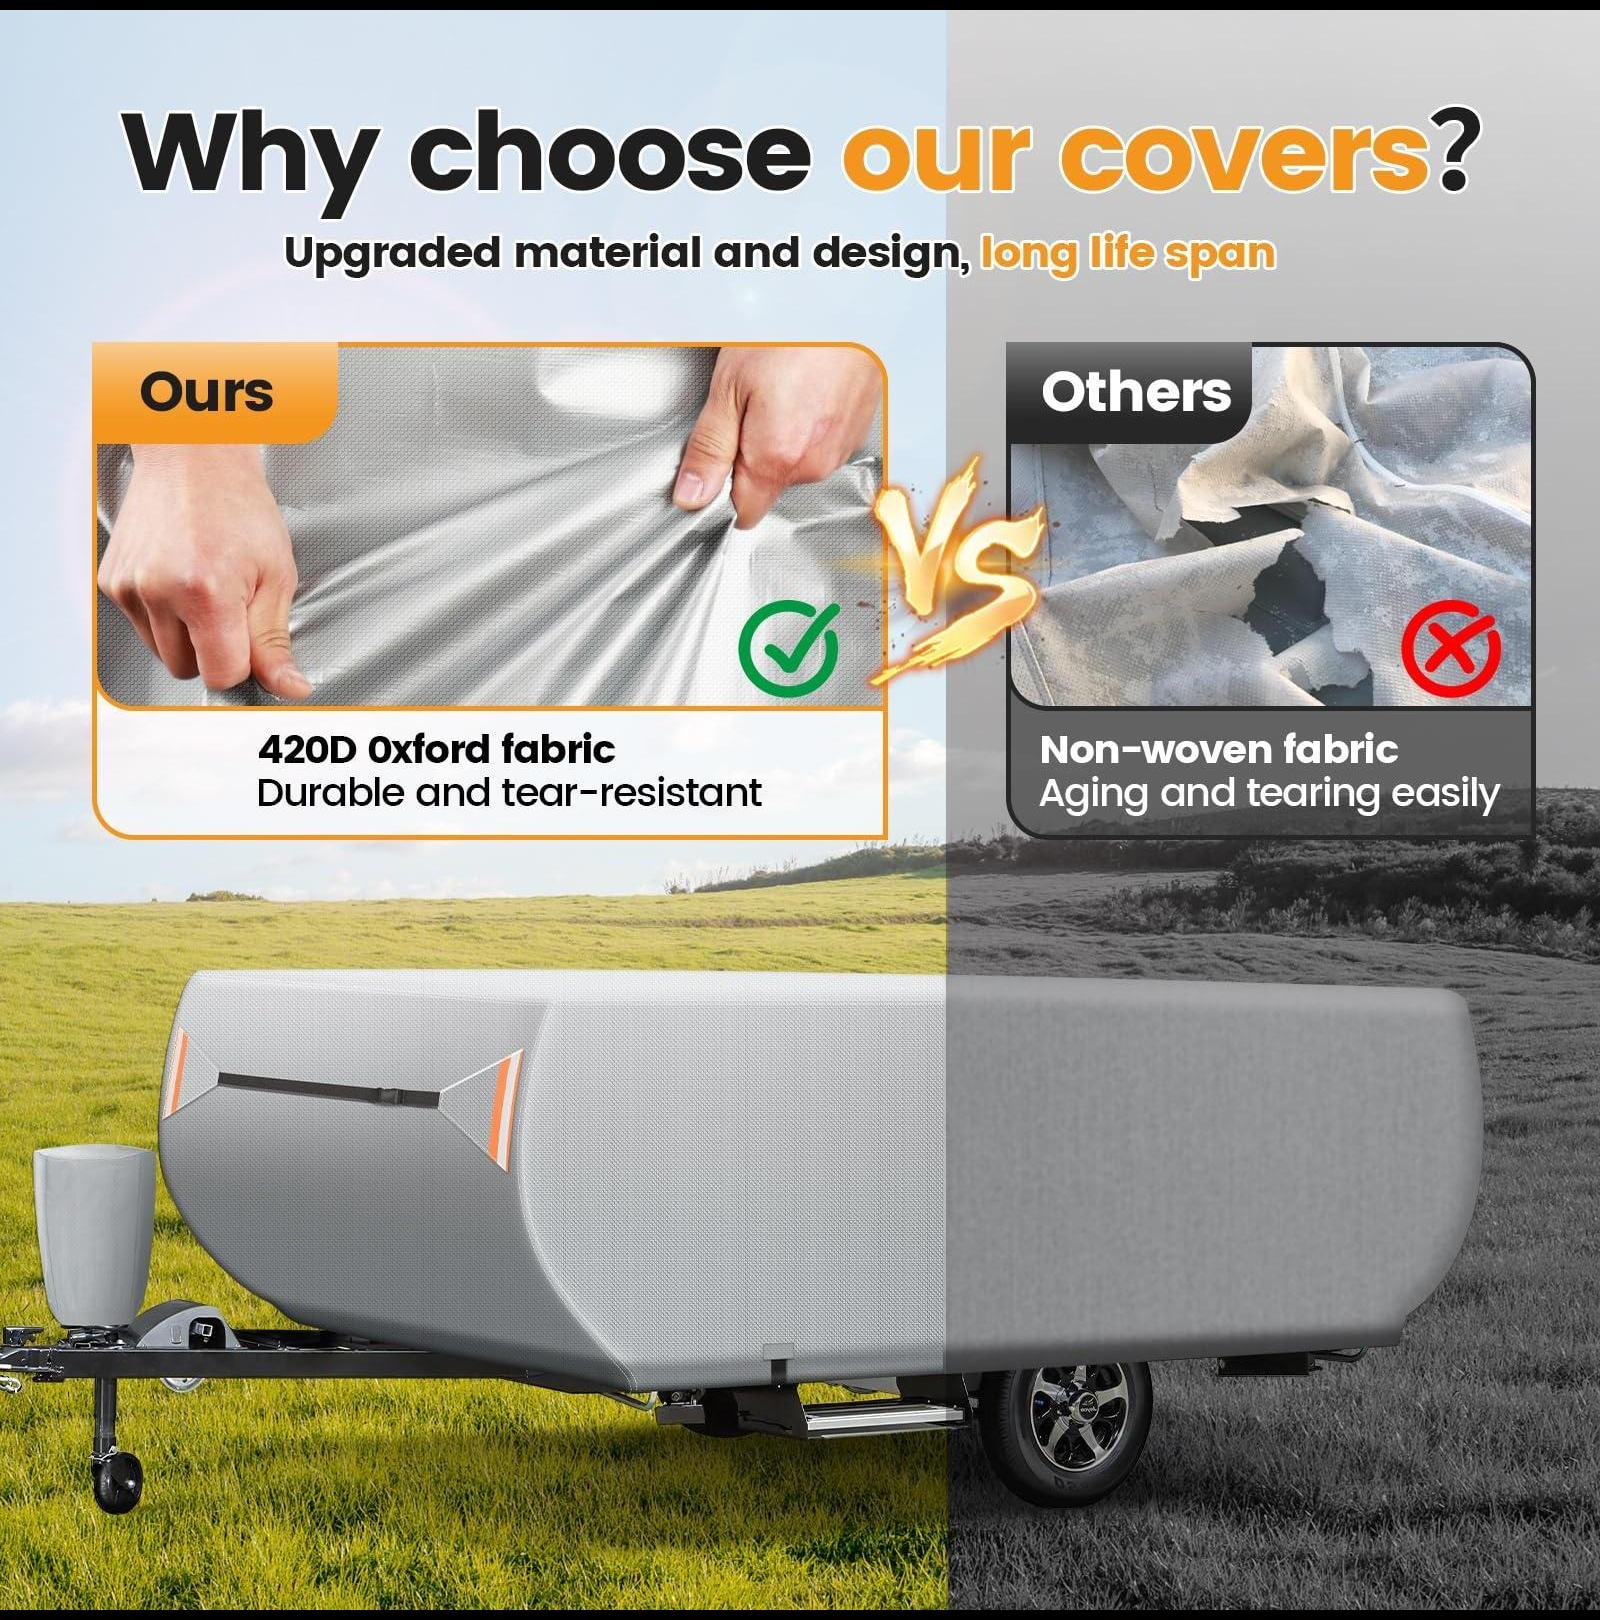 Why choose our covers?
Upgraded material and design, long life span
Ours
Others
VS
420D 0xford fabric
Durable and tear-resistant
Non-woven fabric
Aging and tearing easily